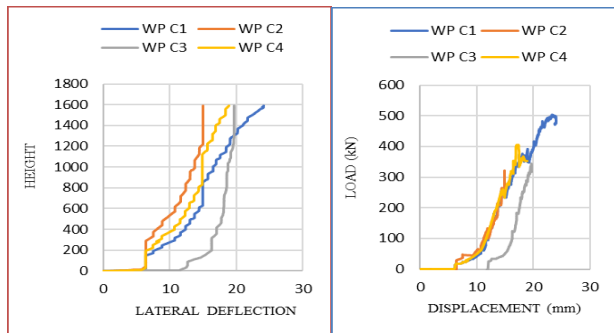 WP C1 WP C2
WP C3 WP C4
1800
1600
1400
1200
1000
800
600
400
200
0
HEIGHT
0 10 20 30
LATERAL DEFLECTION
WP C1 WP C2
WP C3 WP C4
600
500
400
300
200
100
0
LOAD (kN)
0 10 20 30
DISPLACEMENT (mm)